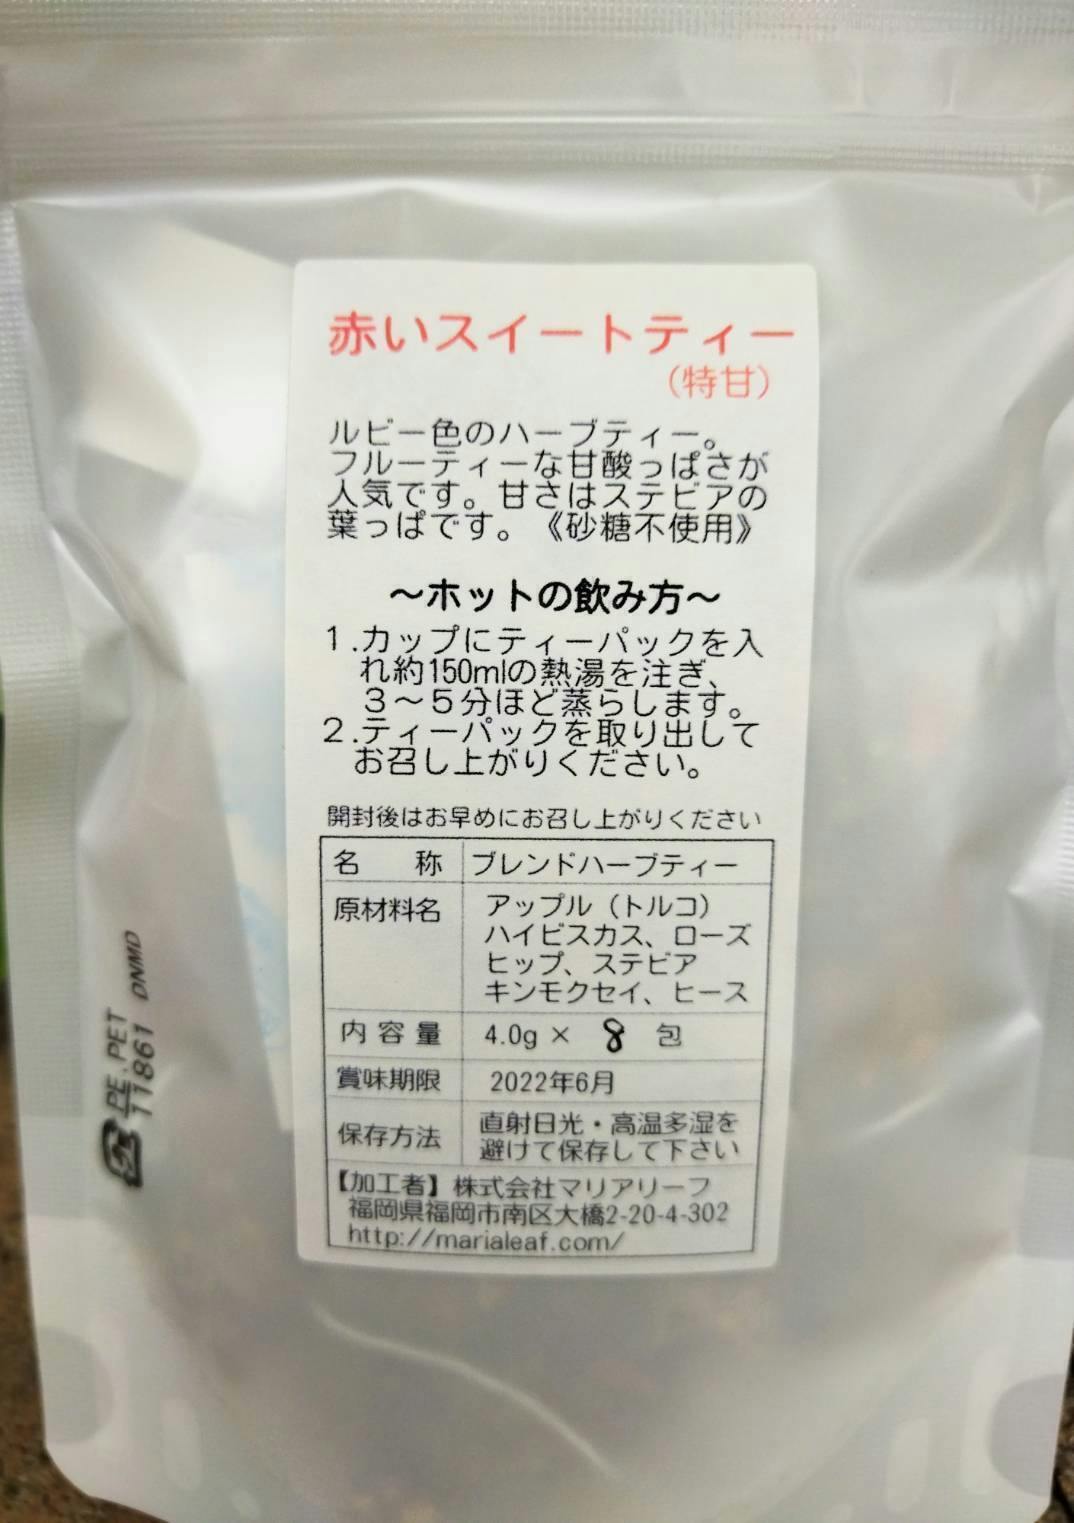 赤いスイートティー
（特甘）
ルビー色のハーブティー。
フルーティーな甘酸っぱさが
人気です。甘さはステビアの
葉っぱです。《砂糖不使用》
～ホットの飲み方～
１.カップにティーパックを入
れ約150mlの熱湯を注ぎ、
３～５分ほど蒸らします。
２.ティーパックを取り出して
お召し上がりください。
開封後はお早めにお召し上がりください
名　称 ブレンドハーブティー
原材料名 アップル（トルコ）
ハイビスカス、ローズ
ヒップ、ステビア
キンモクセイ、ヒース
内容量 4.0g × 8 包
賞味期限 2022年6月
保存方法 直射日光・高温多湿を
避けて保存して下さい
【加工者】株式会社マリアリーフ
福岡県福岡市南区大橋2-20-4-302
http://marialeaf.com/
PE,PET
11861 DNMD